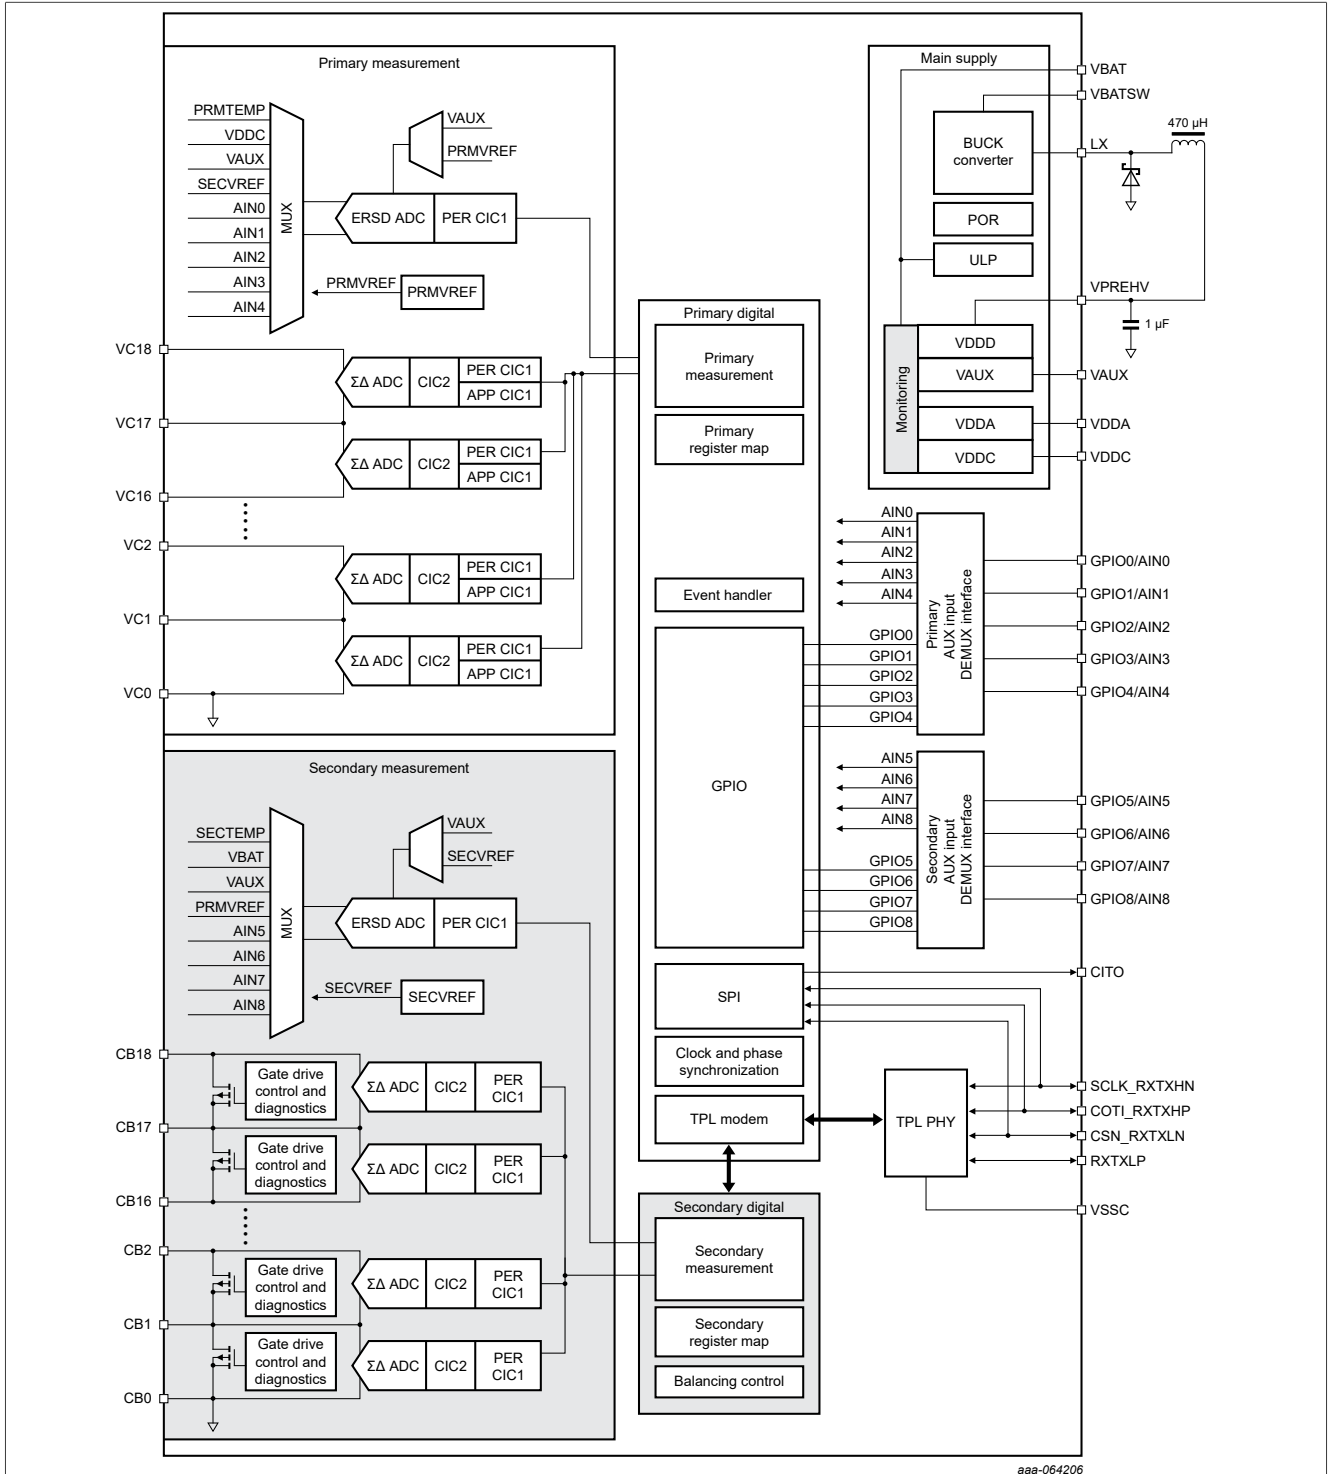 Primary measurement
PRMTEMP
VDDC
VAUX
SECVREF
AIN0
AIN1
AIN2
AIN3
AIN4
MUX
VAUX
PRMVREF
ERSD ADC
PER CIC1
PRMVREF
PRMVREF
VC18
VC17
VC16
VC2
VC1
VC0
ΣΔ ADC
CIC2
PER CIC1
APP CIC1
ΣΔ ADC
CIC2
PER CIC1
APP CIC1
ΣΔ ADC
CIC2
PER CIC1
APP CIC1
ΣΔ ADC
CIC2
PER CIC1
APP CIC1
Secondary measurement
SECTEMP
VBAT
VAUX
PRMVREF
AIN5
AIN6
AIN7
AIN8
MUX
VAUX
SECVREF
ERSD ADC
PER CIC1
SECVREF
SECVREF
CB18
CB17
CB16
CB2
CB1
CB0
Gate drive
control and
diagnostics
ΣΔ ADC
CIC2
PER
CIC1
Gate drive
control and
diagnostics
ΣΔ ADC
CIC2
PER
CIC1
Gate drive
control and
diagnostics
ΣΔ ADC
CIC2
PER
CIC1
Gate drive
control and
diagnostics
ΣΔ ADC
CIC2
PER
CIC1
Primary digital
Primary
measurement
Primary
register map
Event handler
GPIO
SPI
Clock and phase
synchronization
TPL modem
Secondary digital
Secondary
measurement
Secondary
register map
Balancing control
Main supply
BUCK
converter
POR
ULP
Monitoring
VDDD
VAUX
VDDA
VDDC
VBAT
VBATSW
LX
470 µH
VPREHV
1 µF
VAUX
VDDA
VDDC
AIN0
AIN1
AIN2
AIN3
AIN4
GPIO0
GPIO1
GPIO2
GPIO3
GPIO4
Primary
AUX input
DEMUX interface
GPIO0/AIN0
GPIO1/AIN1
GPIO2/AIN2
GPIO3/AIN3
GPIO4/AIN4
AIN5
AIN6
AIN7
AIN8
GPIO5
GPIO6
GPIO7
GPIO8
Secondary
AUX input
DEMUX interface
GPIO5/AIN5
GPIO6/AIN6
GPIO7/AIN7
GPIO8/AIN8
CITO
TPL PHY
SCLK_RXTXHN
COTI_RXTXHP
CSN_RXTXLN
RXTXLP
VSSC
aaa-064206